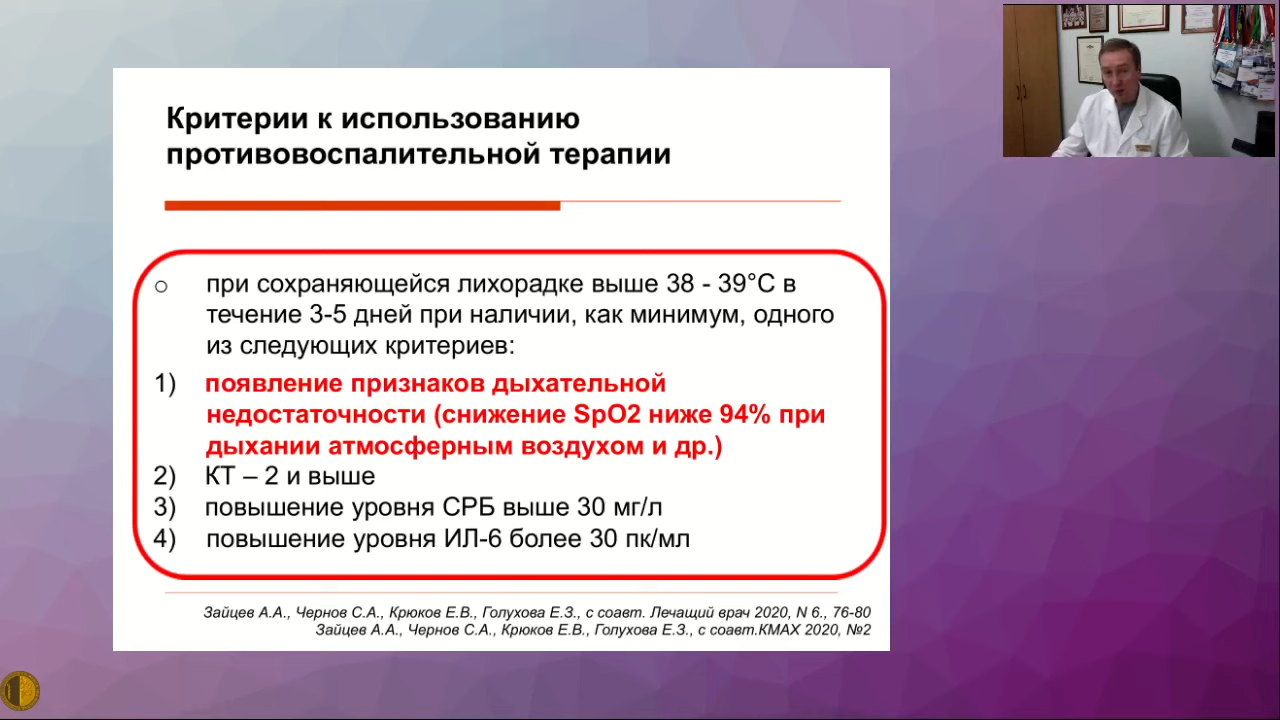 Критерии к использованию
противовоспалительной терапии
○ при сохраняющейся лихорадке выше 38 - 39°С в
течение 3-5 дней при наличии, как минимум, одного
из следующих критериев:
1) появление признаков дыхательной
недостаточности (снижение SpO2 ниже 94% при
дыхании атмосферным воздухом и др.)
2) КТ – 2 и выше
3) повышение уровня СРБ выше 30 мг/л
4) повышение уровня ИЛ-6 более 30 пк/мл
Зайцев А.А., Чернов С.А., Крюков Е.В., Голухова Е.З., с соавт. Лечащий врач 2020, N 6., 76-80
Зайцев А.А., Чернов С.А., Крюков Е.В., Голухова Е.З., с соавт.КМАХ 2020, №2